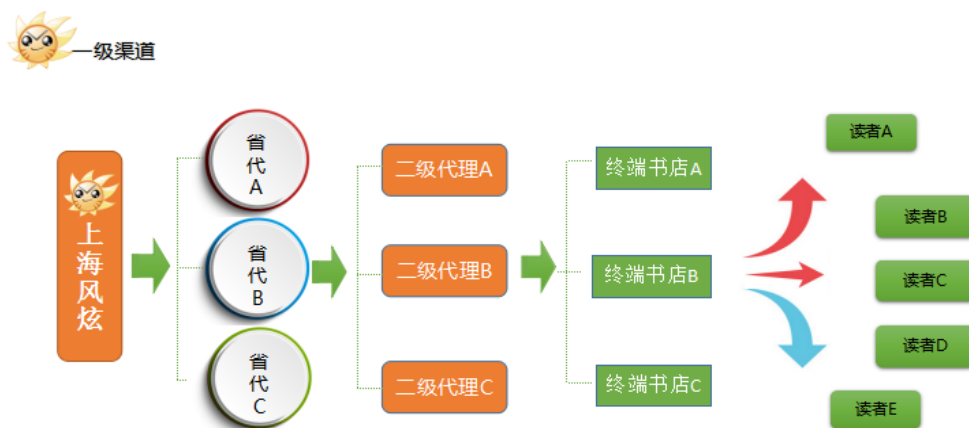 一级渠道
上海风炫
省代A
省代B
省代C
二级代理A
二级代理B
二级代理C
终端书店A
终端书店B
终端书店C
读者A
读者B
读者C
读者D
读者E